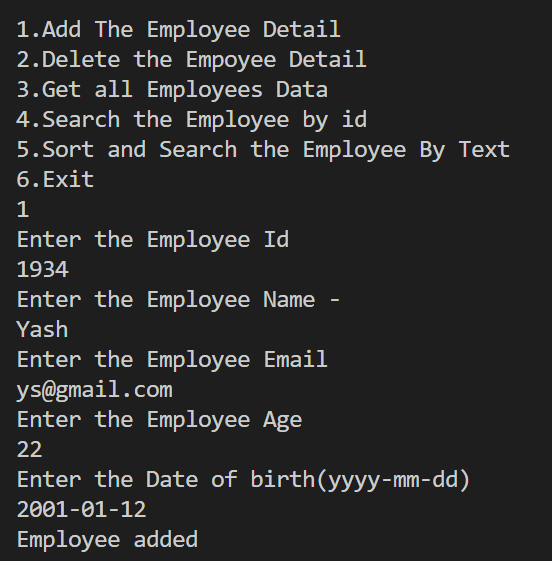 1.Add The Employee Detail
2.Delete the Empoyee Detail
3.Get all Employees Data
4.Search the Employee by id
5.Sort and Search the Employee By Text
6.Exit
1
Enter the Employee Id
1934
Enter the Employee Name -
Yash
Enter the Employee Email
ys@gmail.com
Enter the Employee Age
22
Enter the Date of birth(yyyy-mm-dd)
2001-01-12
Employee added